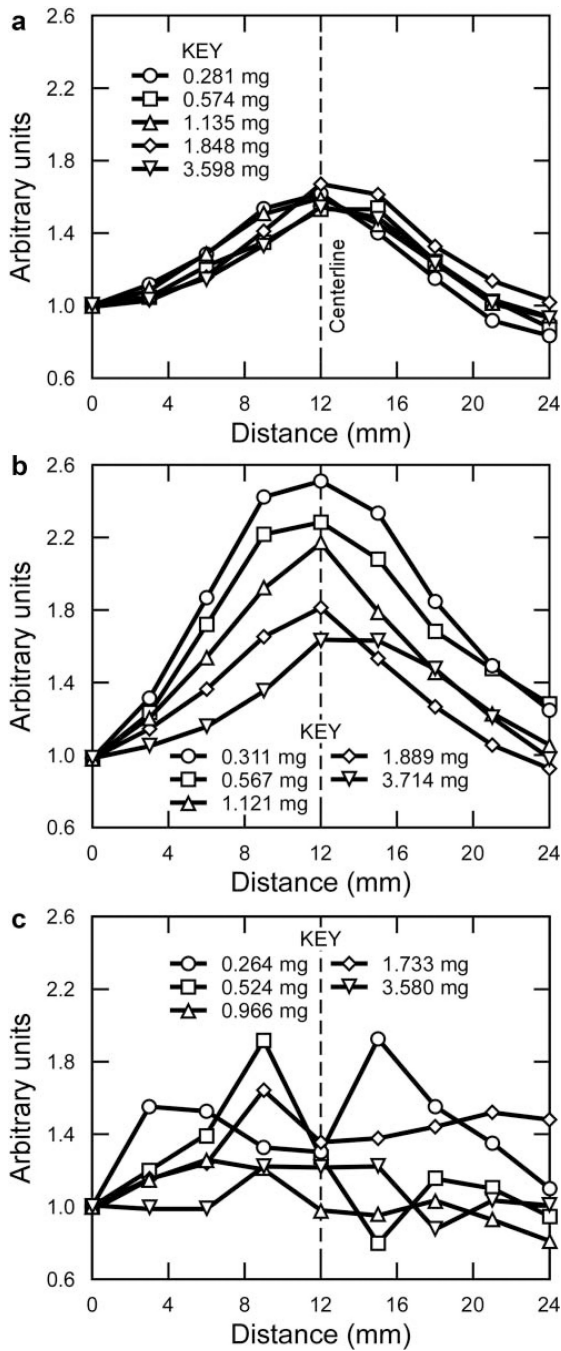 a
2.6
KEY
0.281 mg
0.574 mg
1.135 mg
1.848 mg
3.598 mg
2.2
1.8
1.4
1.0
0.6
Arbitrary units
Centerline
0 4 8 12 16 20 24
Distance (mm)
b
2.6
2.2
1.8
1.4
1.0
0.6
Arbitrary units
KEY
0.311 mg 1.889 mg
0.567 mg 3.714 mg
1.121 mg
0 4 8 12 16 20 24
Distance (mm)
c
2.6
KEY
0.264 mg 1.733 mg
0.524 mg 3.580 mg
0.966 mg
2.2
1.8
1.4
1.0
0.6
Arbitrary units
0 4 8 12 16 20 24
Distance (mm)